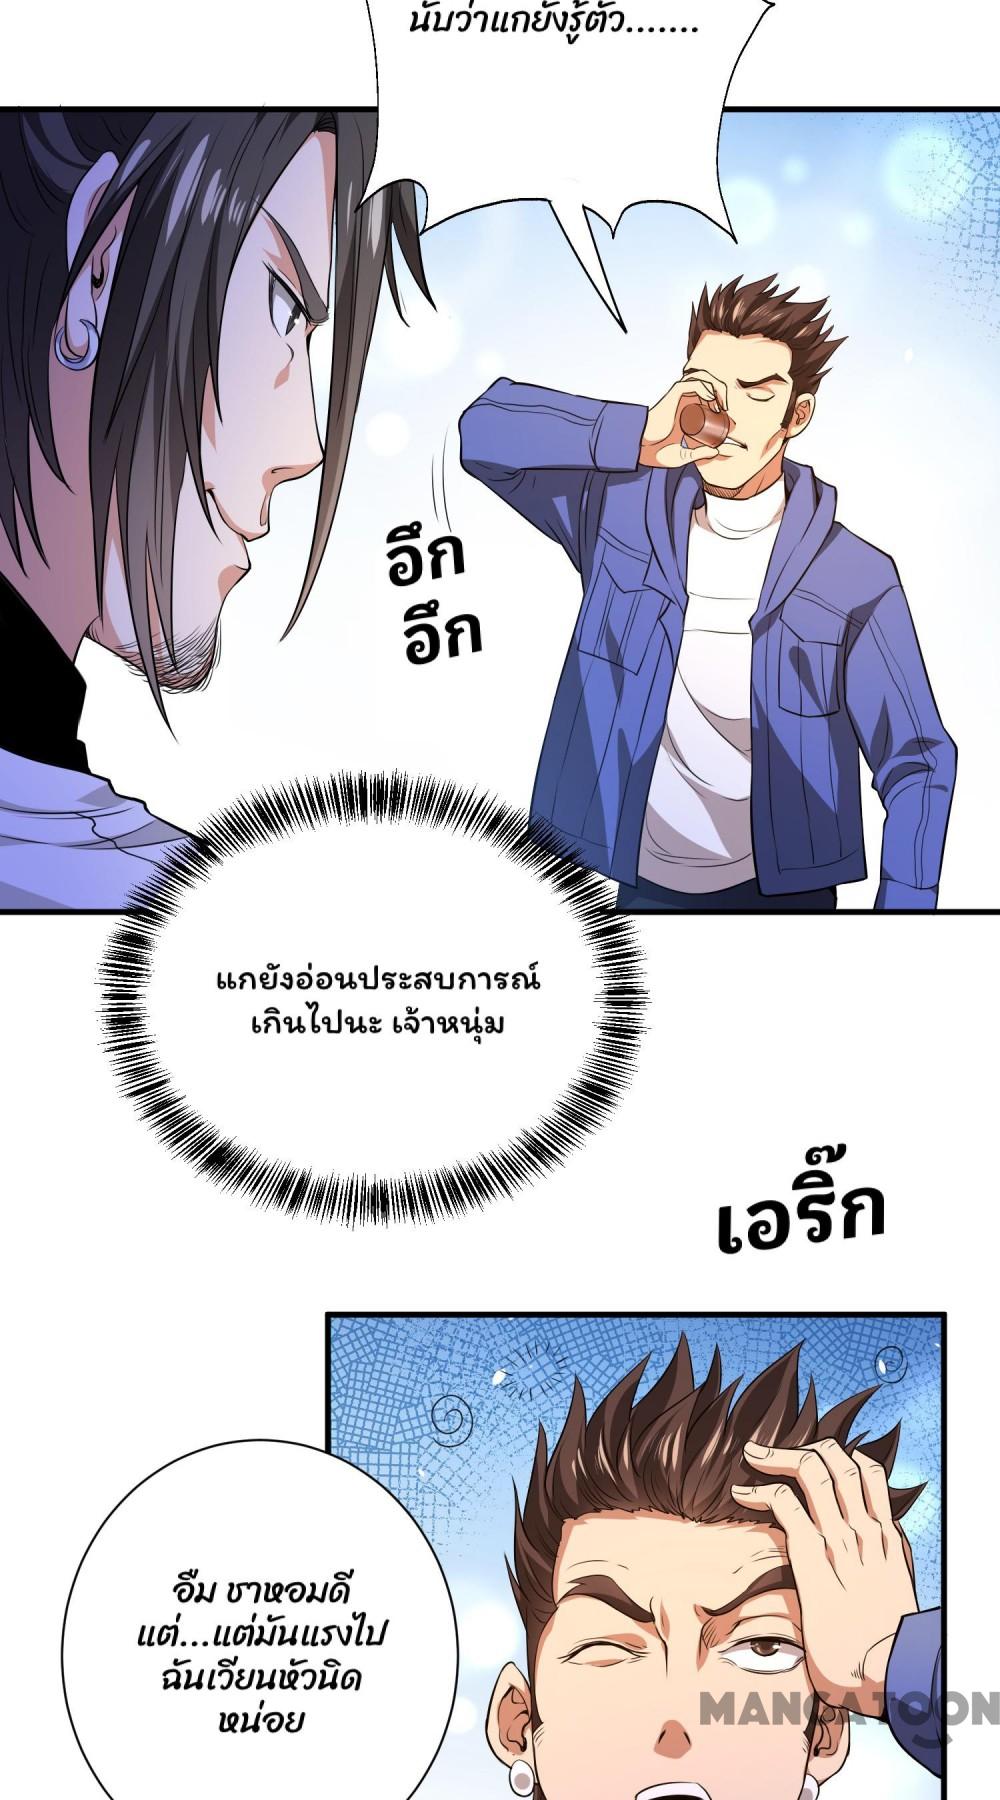 นับว่าแกยังรู้ตัว.......
อึก
อึก
แกยังอ่อนประสบการณ์
เกินไปนะ เจ้าหนุ่ม
เอริ๊ก
อืม ชาหอมดี
แต่...แต่มันแรงไป
ฉันเวียนหัวนิด
หน่อย
MANGATOON